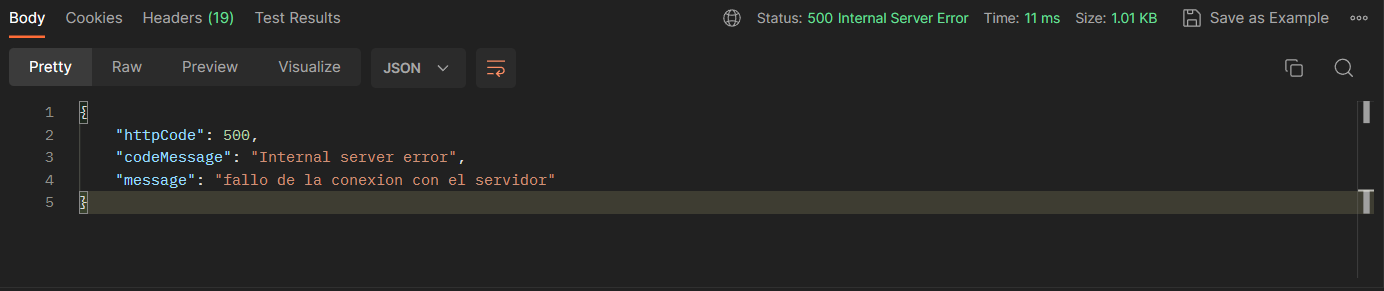 Body Cookies Headers (19) Test Results Status: 500 Internal Server Error Time: 11 ms Size: 1.01 KB Save as Example
Pretty Raw Preview Visualize JSON
1 {
2 "httpCode": 500,
3 "codeMessage": "Internal server error",
4 "message": "fallo de la conexion con el servidor"
5 }